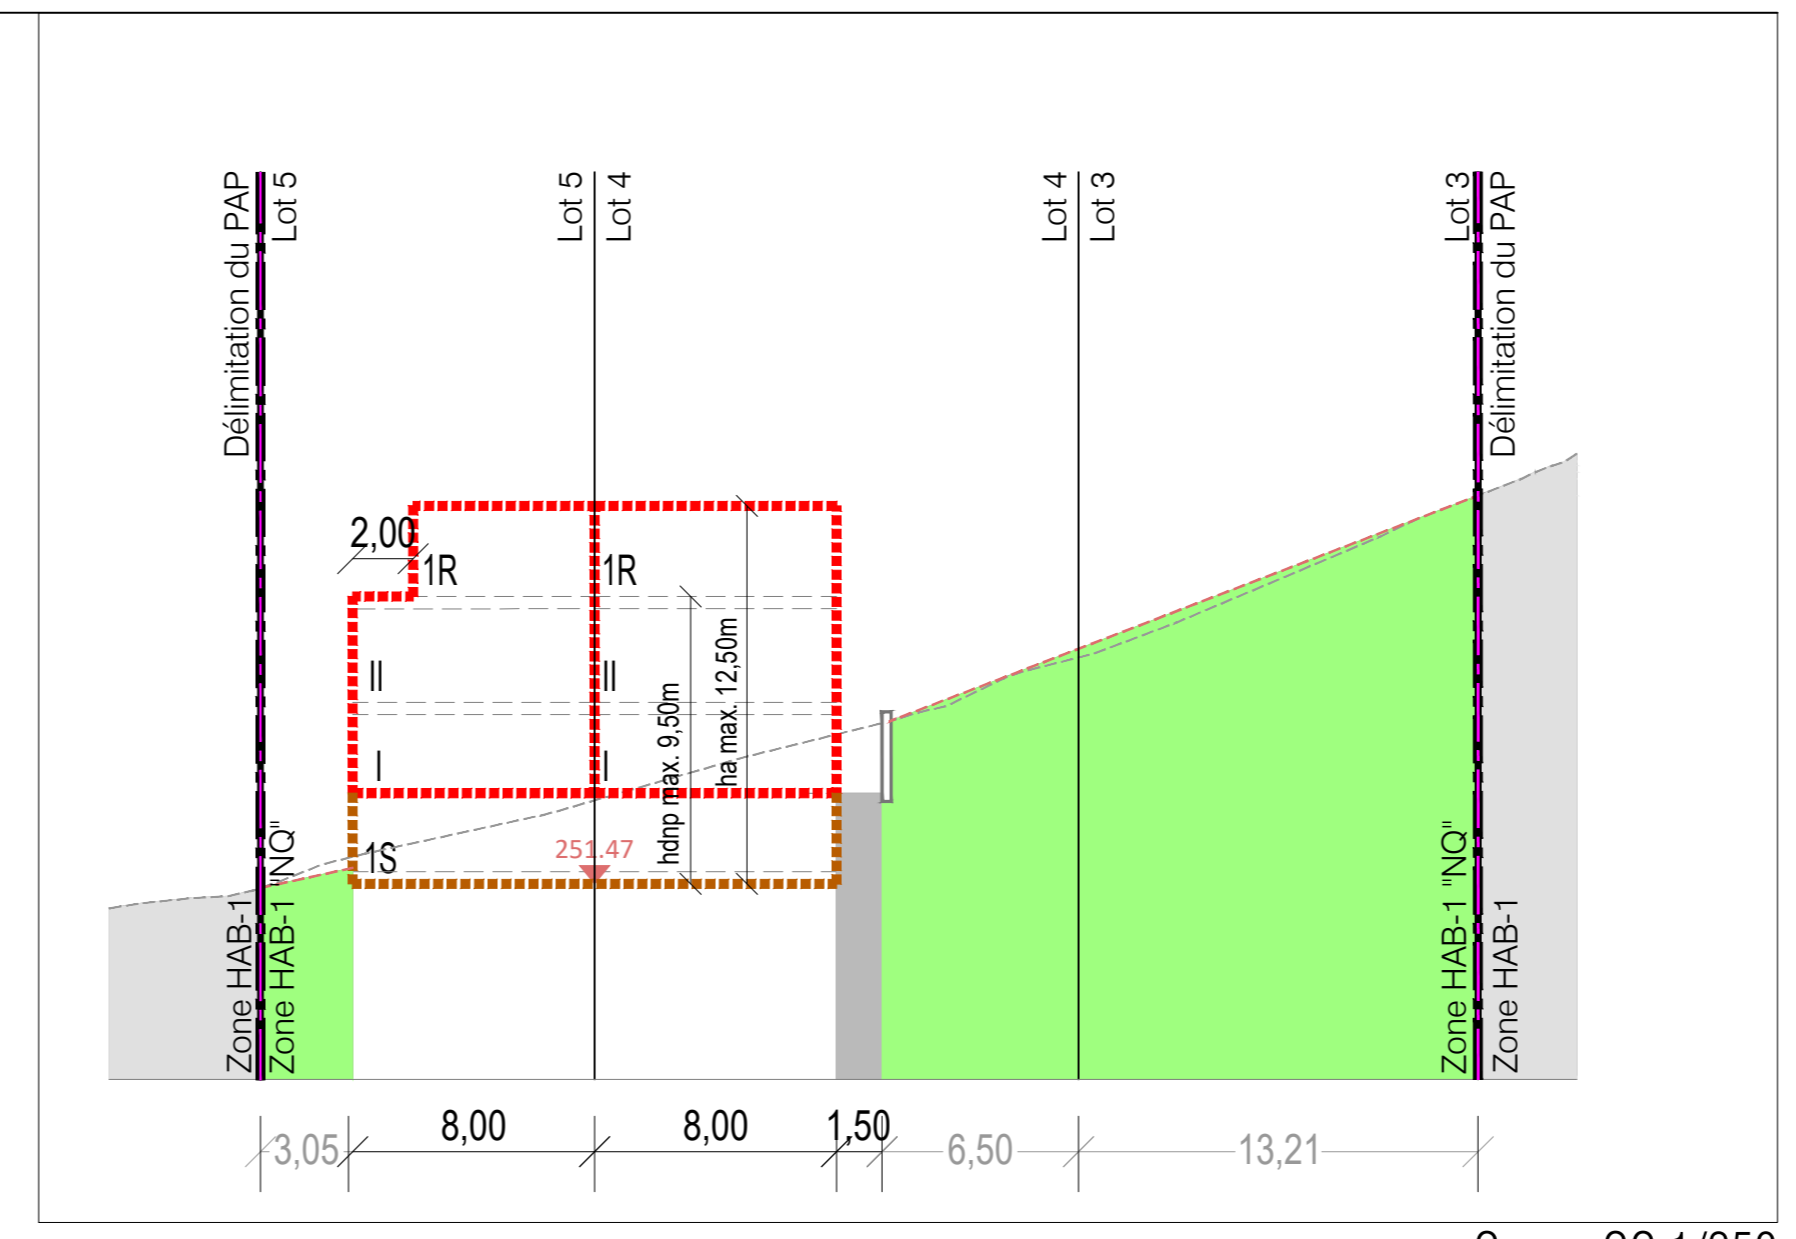 Délimitation du PAP
Lot 5
Lot 5
Lot 4
Lot 4
Lot 3
Lot 3
Délimitation du PAP
2,00
1R
1R
II
II
I
I
1S
251.47
hdnp max. 9,50m
ha max. 12,50m
Zone HAB-1
Zone HAB-1 "NQ"
Zone HAB-1 "NQ"
Zone HAB-1
3,05
8,00
8,00
1,50
6,50
13,21